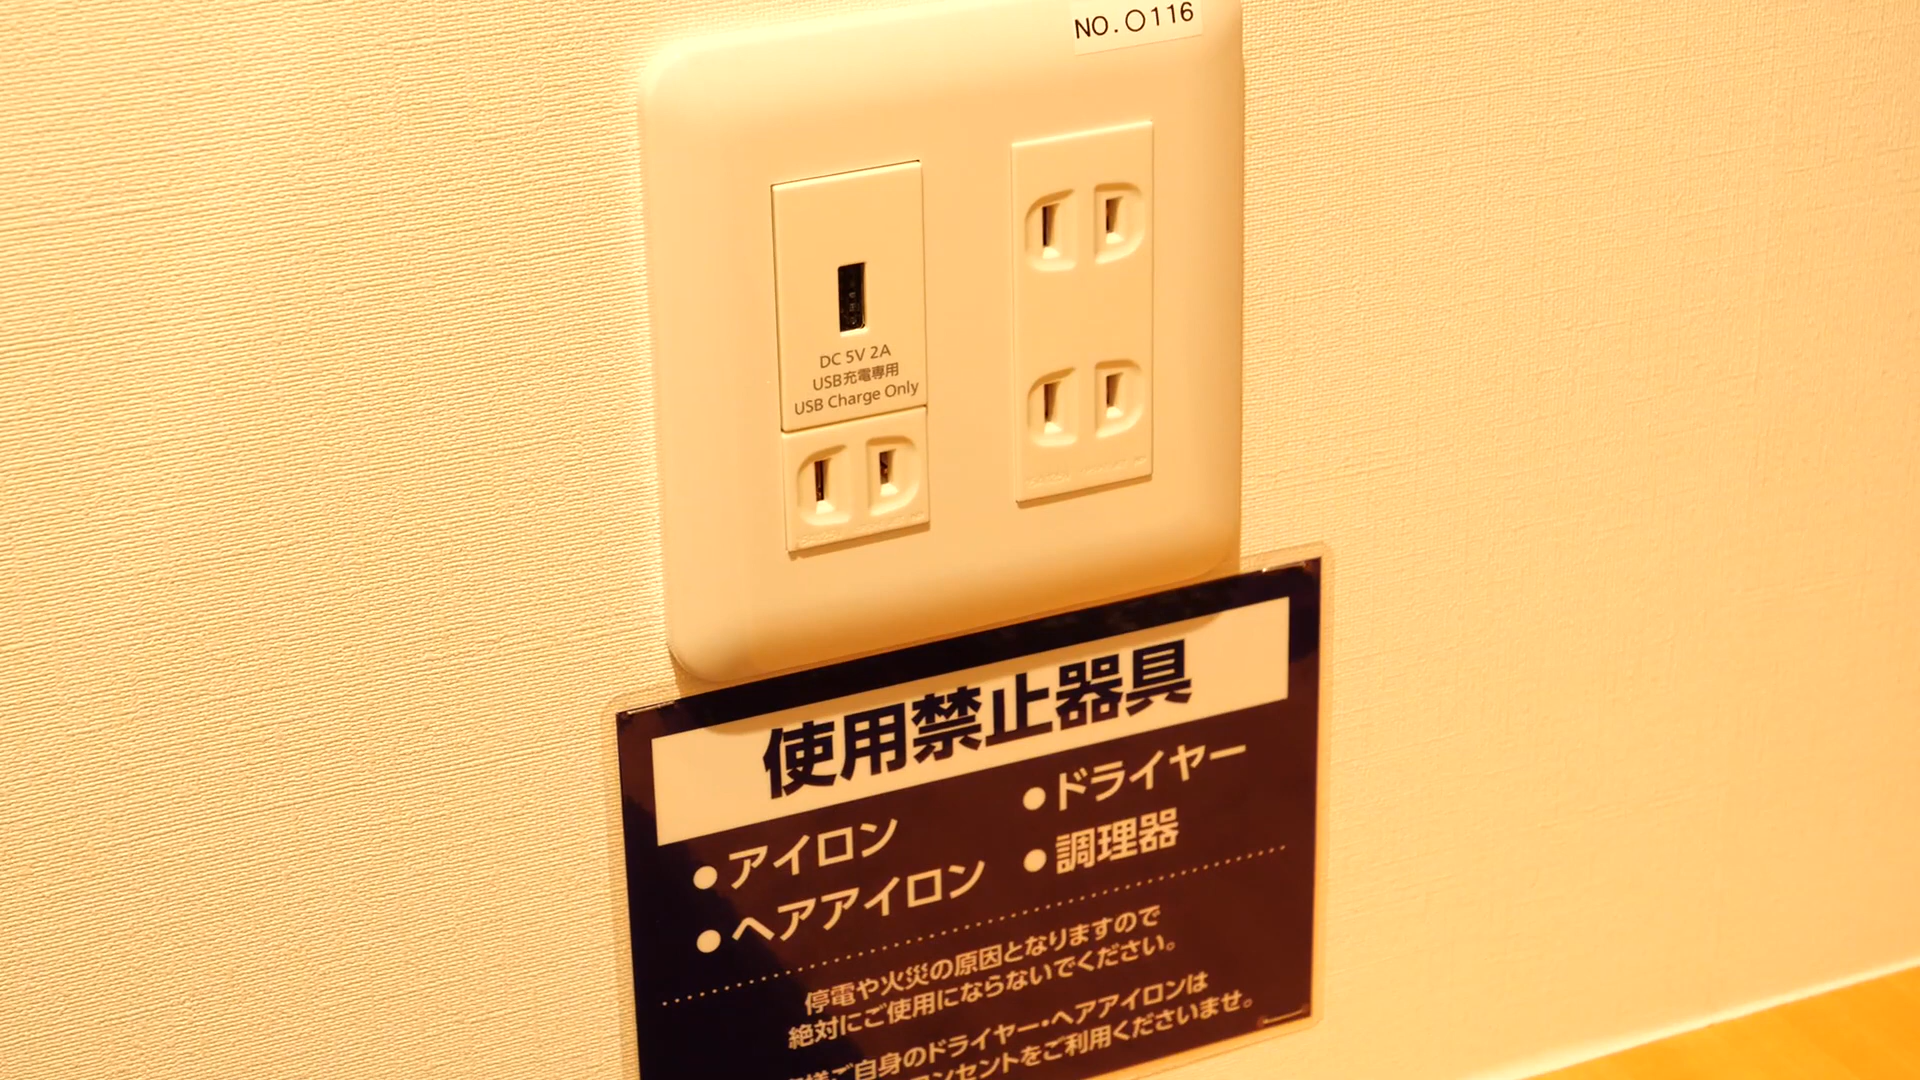 NO.○116
DC 5V 2A
USB充電専用
USB Charge Only
使用禁止器具
●アイロン
●ドライヤー
●ヘアアイロン
●調理器
停電や火災の原因となりますので
絶対にご使用にならないでください。
ご自身のドライヤー・ヘアアイロンは
コンセントをご利用くださいませ。